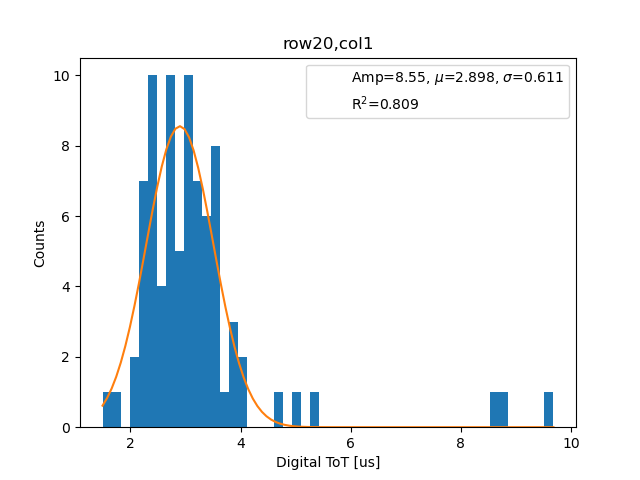 row20,col1
Amp=8.55, μ=2.898, σ=0.611
R²=0.809
Counts
10
8
6
4
2
0
2 4 6 8 10
Digital ToT [us]